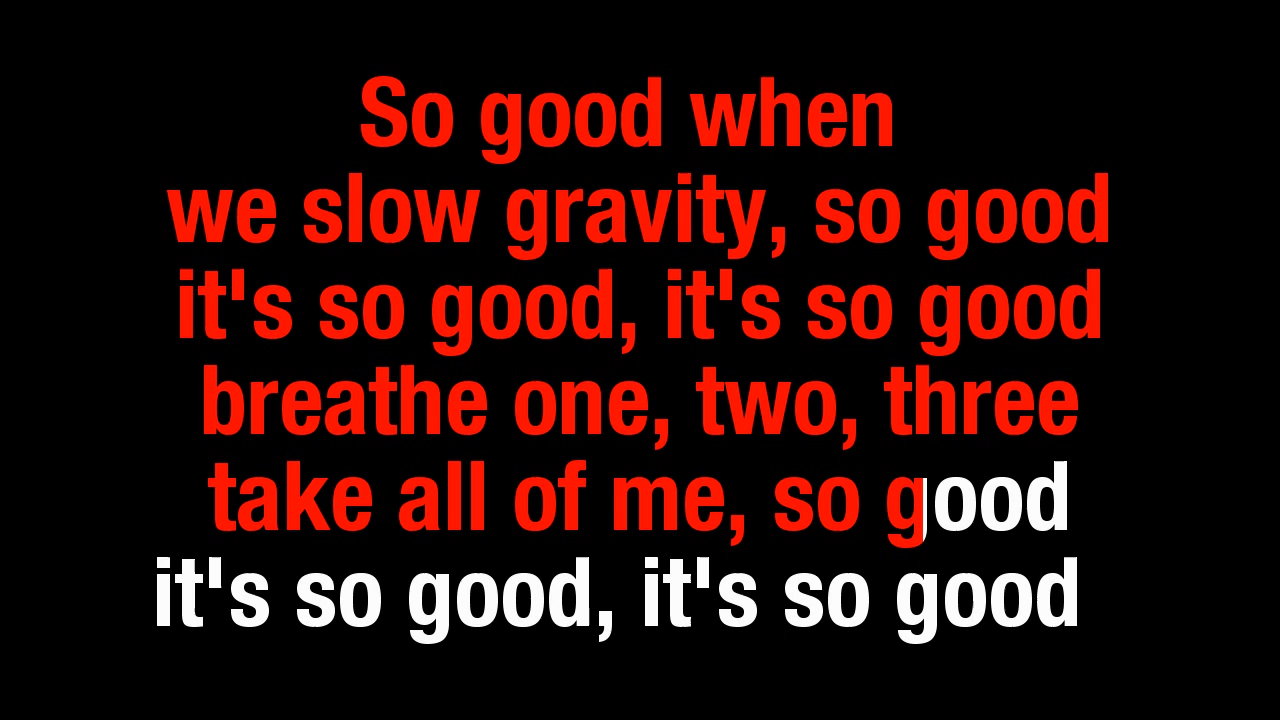 So good when
we slow gravity, so good
it's so good, it's so good
breathe one, two, three
take all of me, so good
it's so good, it's so good